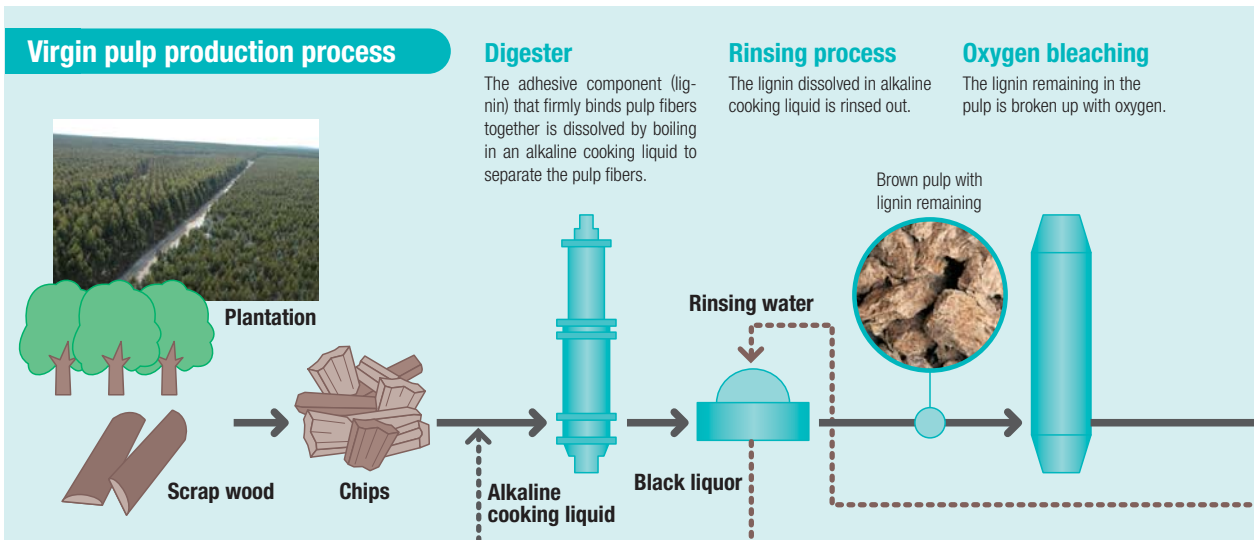 Virgin pulp production process
Digester
The adhesive component (lig-
nin) that firmly binds pulp fibers
together is dissolved by boiling
in an alkaline cooking liquid to
separate the pulp fibers.
Rinsing process
The lignin dissolved in alkaline
cooking liquid is rinsed out.
Oxygen bleaching
The lignin remaining in the
pulp is broken up with oxygen.
Brown pulp with
lignin remaining
Plantation
Rinsing water
Scrap wood
Chips
Alkaline
cooking liquid
Black liquor